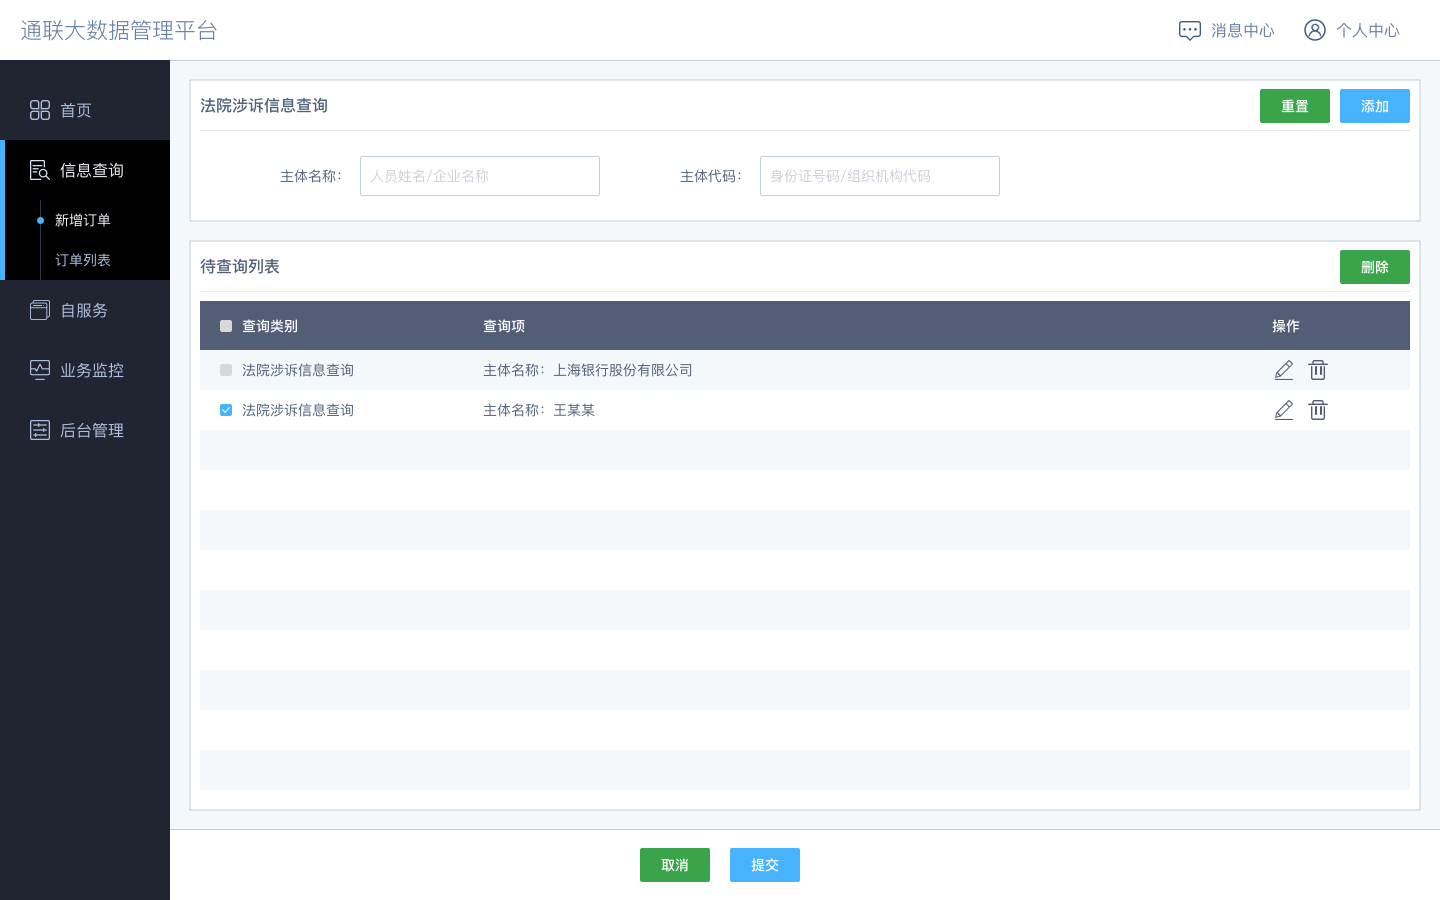 通联大数据管理平台
消息中心 个人中心
首页
信息查询
新增订单
订单列表
自服务
业务监控
后台管理
法院涉诉信息查询 重置 添加
主体名称： 人员姓名/企业名称 主体代码： 身份证号码/组织机构代码
待查询列表 删除
查询类别 查询项 操作
法院涉诉信息查询 主体名称：上海银行股份有限公司
法院涉诉信息查询 主体名称：王某某
取消 提交